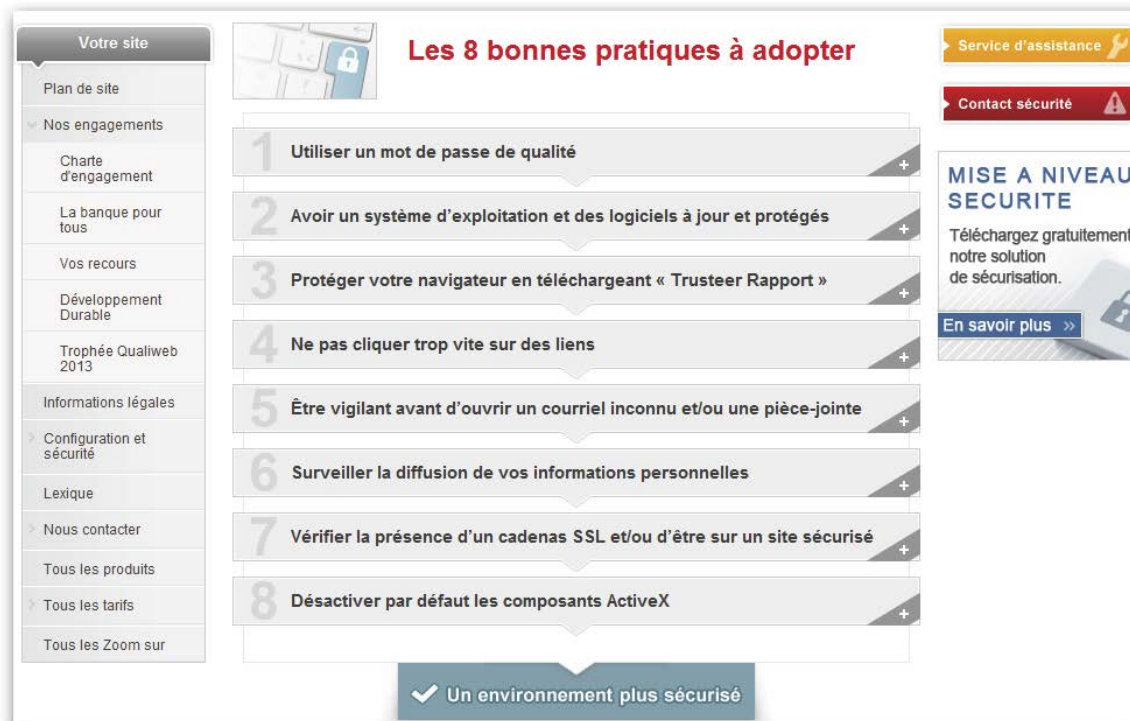 Votre site
Plan de site
Nos engagements
Charte
d'engagement
La banque pour
tous
Vos recours
Développement
Durable
Trophée Qualiweb
2013
Informations légales
Configuration et
sécurité
Lexique
Nous contacter
Tous les produits
Tous les tarifs
Tous les Zoom sur
Les 8 bonnes pratiques à adopter
1 Utiliser un mot de passe de qualité
2 Avoir un système d'exploitation et des logiciels à jour et protégés
3 Protéger votre navigateur en téléchargeant « Trusteer Rapport »
4 Ne pas cliquer trop vite sur des liens
5 Être vigilant avant d'ouvrir un courriel inconnu et/ou une pièce-jointe
6 Surveiller la diffusion de vos informations personnelles
7 Vérifier la présence d'un cadenas SSL et/ou d'être sur un site sécurisé
8 Désactiver par défaut les composants ActiveX
Un environnement plus sécurisé
Service d'assistance
Contact sécurité
MISE A NIVEAU
SECURITE
Téléchargez gratuitement
notre solution
de sécurisation.
En savoir plus »